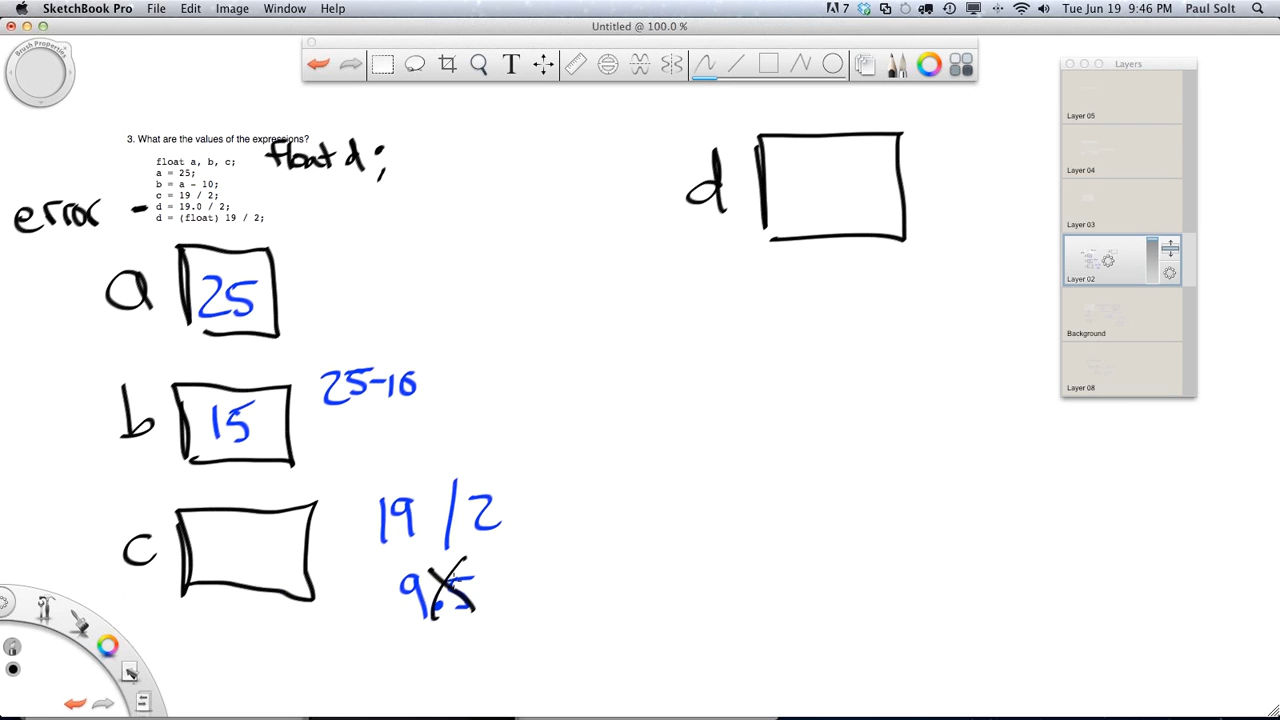 SketchBook Pro File Edit Image Window Help 7 Tue Jun 19 9:46 PM Paul Solt
Untitled @ 100.0 %
Brush Properties
T
Layers
Layer 05
Layer 04
Layer 03
Layer 02
Background
Layer 08
3. What are the values of the expressions?
float a, b, c; float d;
a = 25;
b = a - 10;
c = 19 / 2;
error - d = 19.0 / 2;
d = (float) 19 / 2;
d
a 25
b 15 25-10
c 19 / 2
9.5